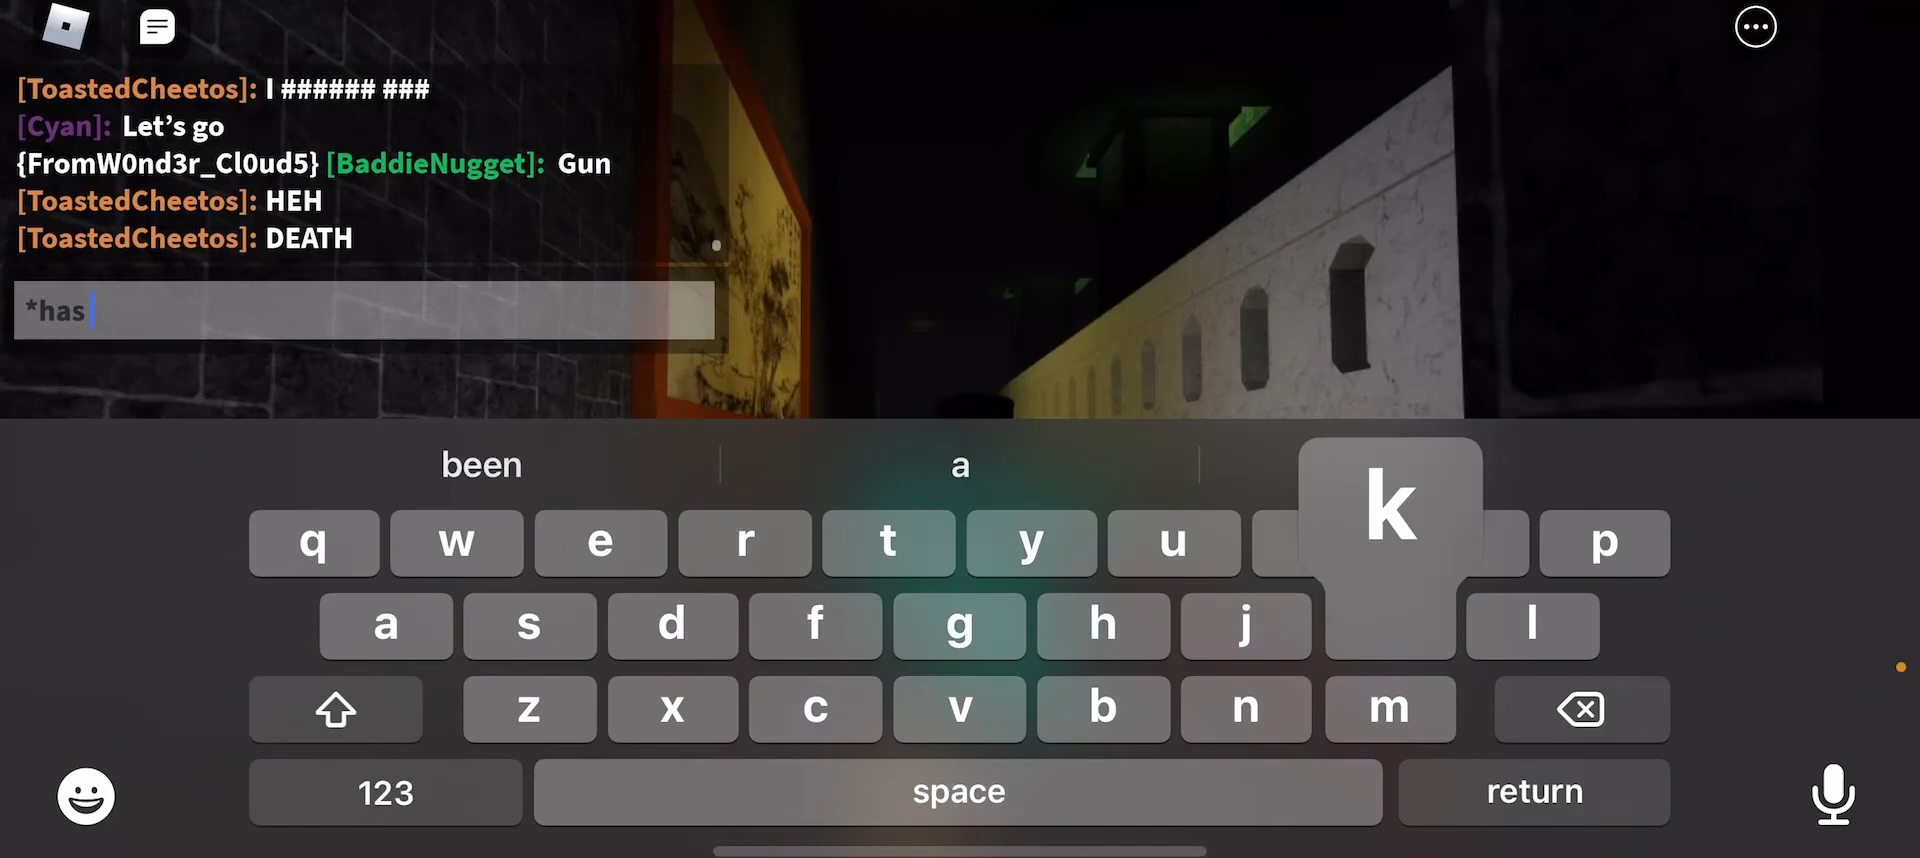 [ToastedCheetos]: I ###### ###
[Cyan]: Let’s go
{FromW0nd3r_Cl0ud5} [BaddieNugget]: Gun
[ToastedCheetos]: HEH
[ToastedCheetos]: DEATH
*has
been a
k
q w e r t y u p
a s d f g h j l
z x c v b n m
123 space return